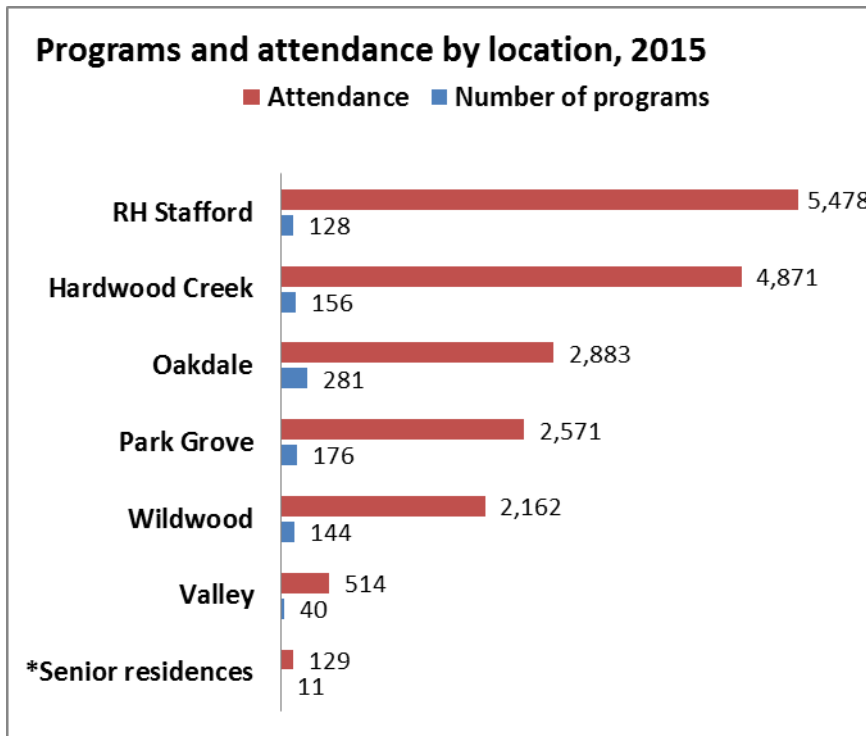 Programs and attendance by location, 2015
Attendance Number of programs
RH Stafford
5,478
128
Hardwood Creek
4,871
156
Oakdale
2,883
281
Park Grove
2,571
176
Wildwood
2,162
144
Valley
514
40
*Senior residences
129
11